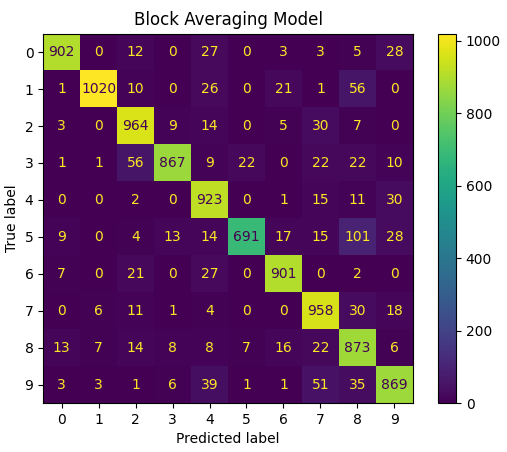 Block Averaging Model
0 902 0 12 0 27 0 3 3 5 28
1 1 1020 10 0 26 0 21 1 56 0
2 3 0 964 9 14 0 5 30 7 0
3 1 1 56 867 9 22 0 22 22 10
4 0 0 2 0 923 0 1 15 11 30
5 9 0 4 13 14 691 17 15 101 28
6 7 0 21 0 27 0 901 0 2 0
7 0 6 11 1 4 0 0 958 30 18
8 13 7 14 8 8 7 16 22 873 6
9 3 3 1 6 39 1 1 51 35 869
0 1 2 3 4 5 6 7 8 9
Predicted label
True label
1000
800
600
400
200
0